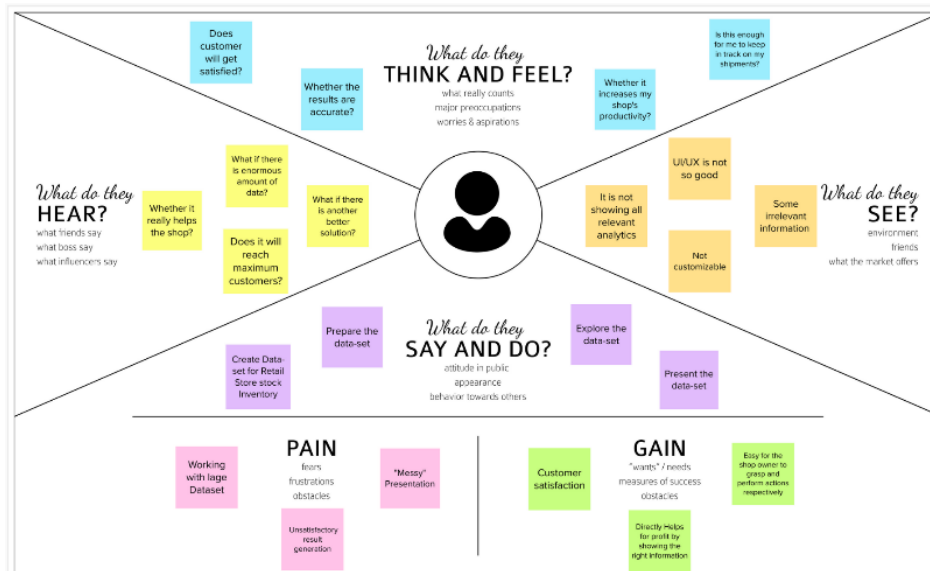 What do they
THINK AND FEEL?
what really counts
major preoccupations
worries & aspirations
Does
customer
will get
satisfied?
Whether the
results are
accurate?
Whether it
increases my
shop's
productivity?
Is this enough
for me to keep
in track on my
shipments?
What do they
HEAR?
what friends say
what boss say
what influencers say
Whether it
really helps
the shop?
What if there
is enormous
amount of
data?
Does it will
reach
maximum
customers?
What if there
is another
better
solution?
It is not
showing all
relevant
analytics
UI/UX is not
so good
Not
customizable
Some
irrelevant
information
What do they
SEE?
environment
friends
what the market offers
What do they
SAY AND DO?
attitude in public
appearance
behavior towards others
Create Data-
set for Retail
Store stock
Inventory
Prepare the
data-set
Explore the
data-set
Present the
data-set
PAIN
fears
frustrations
obstacles
Working
with lage
Dataset
Unsatisfactory
result
generation
"Messy"
Presentation
GAIN
"wants" / needs
measures of success
obstacles
Customer
satisfaction
Directly Helps
for profit by
showing the
right information
Easy for the
shop owner to
grasp and
perform actions
respectively